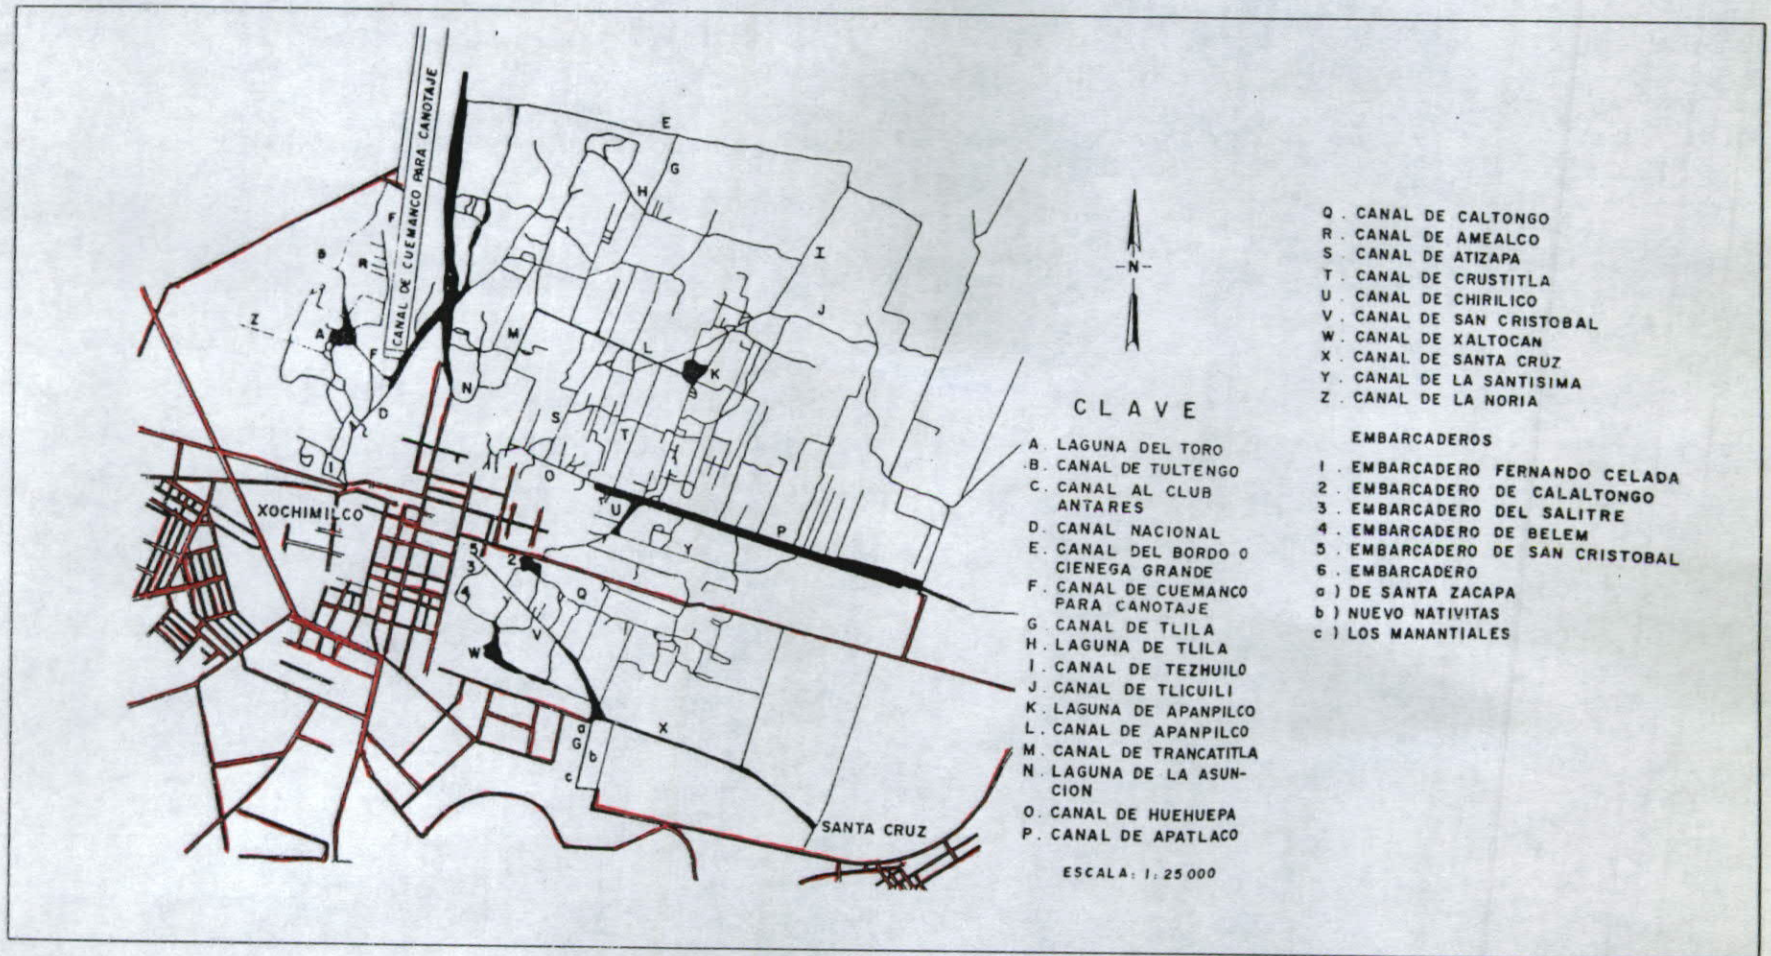 CANAL DE CUEMANCO PARA CANOTAJE
E
G
H
F
B
R
I
Z
J
A
M
L
F
K
N
D
S
T
I
O
XOCHIMILCO
U
P
5
Y
3
2
4
Q
V
W
a
X
G
b
c
SANTA CRUZ
-N-
CLAVE
A. LAGUNA DEL TORO
B. CANAL DE TULTENGO
C. CANAL AL CLUB
ANTARES
D. CANAL NACIONAL
E. CANAL DEL BORDO O
CIENEGA GRANDE
F. CANAL DE CUEMANCO
PARA CANOTAJE
G. CANAL DE TLILA
H. LAGUNA DE TLILA
I. CANAL DE TEZHUILO
J. CANAL DE TLICUILI
K. LAGUNA DE APANPILCO
L. CANAL DE APANPILCO
M. CANAL DE TRANCATITLA
N. LAGUNA DE LA ASUN-
CION
O. CANAL DE HUEHUEPA
P. CANAL DE APATLACO
ESCALA: 1:25 000
Q. CANAL DE CALTONGO
R. CANAL DE AMEALCO
S. CANAL DE ATIZAPA
T. CANAL DE CRUSTITLA
U. CANAL DE CHIRILICO
V. CANAL DE SAN CRISTOBAL
W. CANAL DE XALTOCAN
X. CANAL DE SANTA CRUZ
Y. CANAL DE LA SANTISIMA
Z. CANAL DE LA NORIA
EMBARCADEROS
1. EMBARCADERO FERNANDO CELADA
2. EMBARCADERO DE CALALTONGO
3. EMBARCADERO DEL SALITRE
4. EMBARCADERO DE BELEM
5. EMBARCADERO DE SAN CRISTOBAL
6. EMBARCADERO
a) DE SANTA ZACAPA
b) NUEVO NATIVITAS
c) LOS MANANTIALES